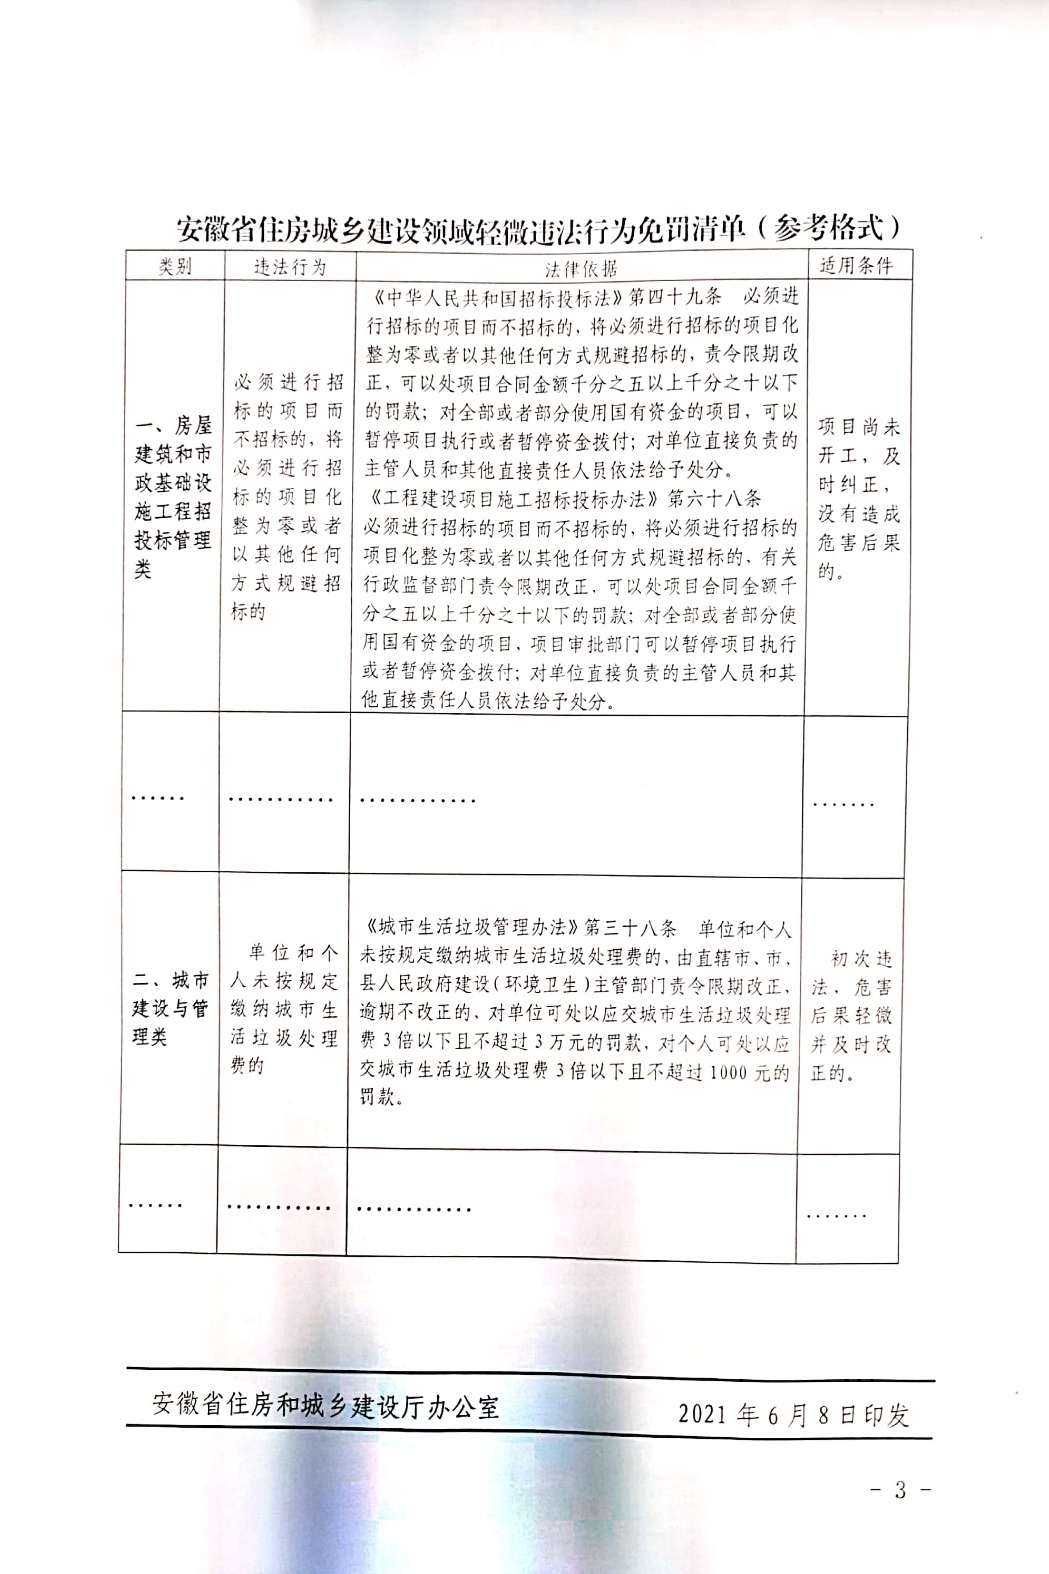 安徽省住房城乡建设领域轻微违法行为免罚清单（参考格式）
类别
违法行为
法律依据
适用条件
一、房屋
建筑和市
政基础设
施工程招
投标管理
类
必须进行招
标的项目而
不招标的，将
必须进行招
标的项目化
整为零或者
以其他任何
方式规避招
标的
《中华人民共和国招标投标法》第四十九条　必须进
行招标的项目而不招标的，将必须进行招标的项目化
整为零或者以其他任何方式规避招标的，责令限期改
正，可以处项目合同金额千分之五以上千分之十以下
的罚款；对全部或者部分使用国有资金的项目，可以
暂停项目执行或者暂停资金拨付；对单位直接负责的
主管人员和其他直接责任人员依法给予处分。
《工程建设项目施工招标投标办法》第六十八条
必须进行招标的项目而不招标的，将必须进行招标的
项目化整为零或者以其他任何方式规避招标的，有关
行政监督部门责令限期改正，可以处项目合同金额千
分之五以上千分之十以下的罚款；对全部或者部分使
用国有资金的项目，项目审批部门可以暂停项目执行
或者暂停资金拨付；对单位直接负责的主管人员和其
他直接责任人员依法给予处分。
项目尚未
开工，及
时纠正，
没有造成
危害后果
的。
……
…………
…………
…….
二、城市
建设与管
理类
单位和个
人未按规定
缴纳城市生
活垃圾处理
费的
《城市生活垃圾管理办法》第三十八条　单位和个人
未按规定缴纳城市生活垃圾处理费的，由直辖市、市、
县人民政府建设（环境卫生）主管部门责令限期改正，
逾期不改正的，对单位可处以应交城市生活垃圾处理
费3倍以下且不超过3万元的罚款，对个人可处以应
交城市生活垃圾处理费3倍以下且不超过1000元的
罚款。
初次违
法，危害
后果轻微
并及时改
正的。
……
…………
…………
…….
安徽省住房和城乡建设厅办公室
2021年6月8日印发
- 3 -